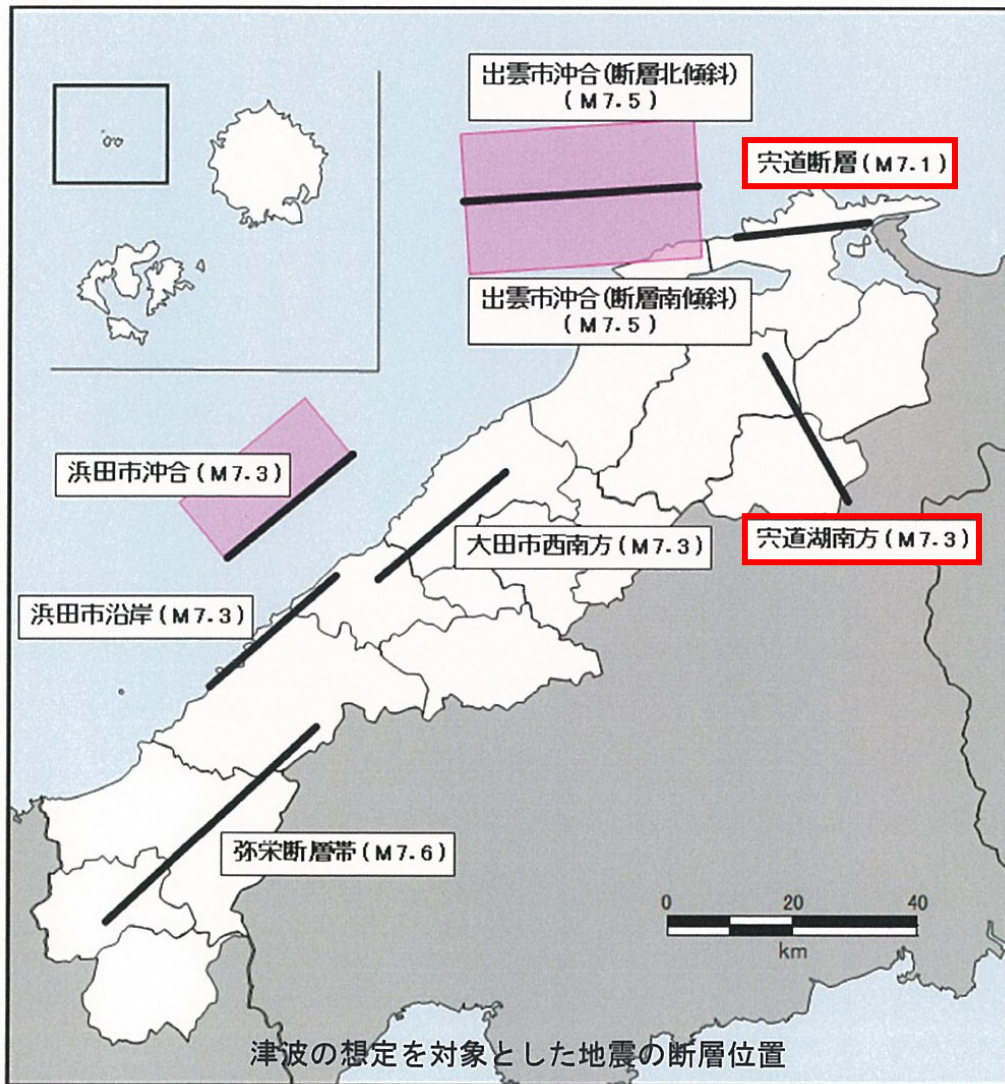 出雲市沖合(断層北傾斜)
(M7.5)
宍道断層(M7.1)
出雲市沖合(断層南傾斜)
(M7.5)
浜田市沖合(M7.3)
大田市西南方(M7.3)
宍道湖南方(M7.3)
浜田市沿岸(M7.3)
弥栄断層帯(M7.6)
0 20 40
km
津波の想定を対象とした地震の断層位置